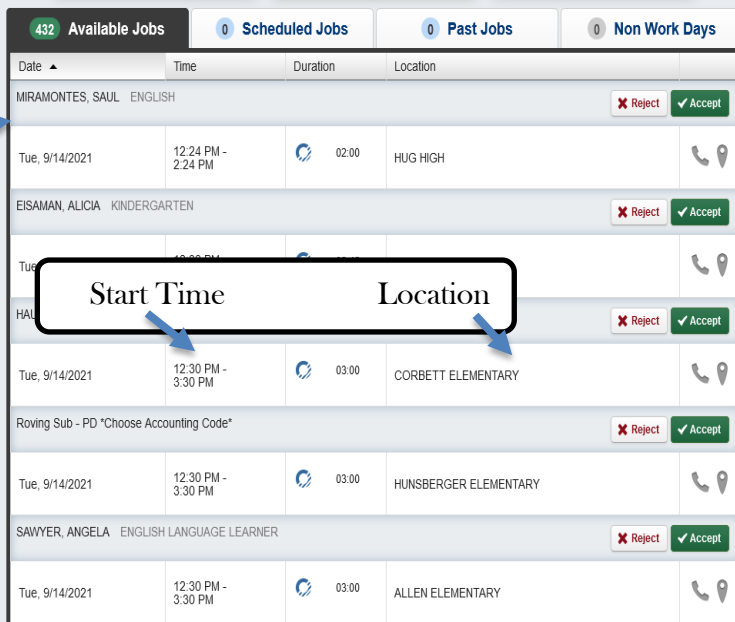 432 Available Jobs 0 Scheduled Jobs 0 Past Jobs 0 Non Work Days
Date Time Duration Location
MIRAMONTES, SAUL ENGLISH Reject Accept
Tue, 9/14/2021 12:24 PM - 02:00 HUG HIGH
2:24 PM
EISAMAN, ALICIA KINDERGARTEN Reject Accept
Tue
Start Time Location
HAU Reject Accept
Tue, 9/14/2021 12:30 PM - 03:00 CORBETT ELEMENTARY
3:30 PM
Roving Sub - PD *Choose Accounting Code* Reject Accept
Tue, 9/14/2021 12:30 PM - 03:00 HUNSBERGER ELEMENTARY
3:30 PM
SAWYER, ANGELA ENGLISH LANGUAGE LEARNER Reject Accept
Tue, 9/14/2021 12:30 PM - 03:00 ALLEN ELEMENTARY
3:30 PM